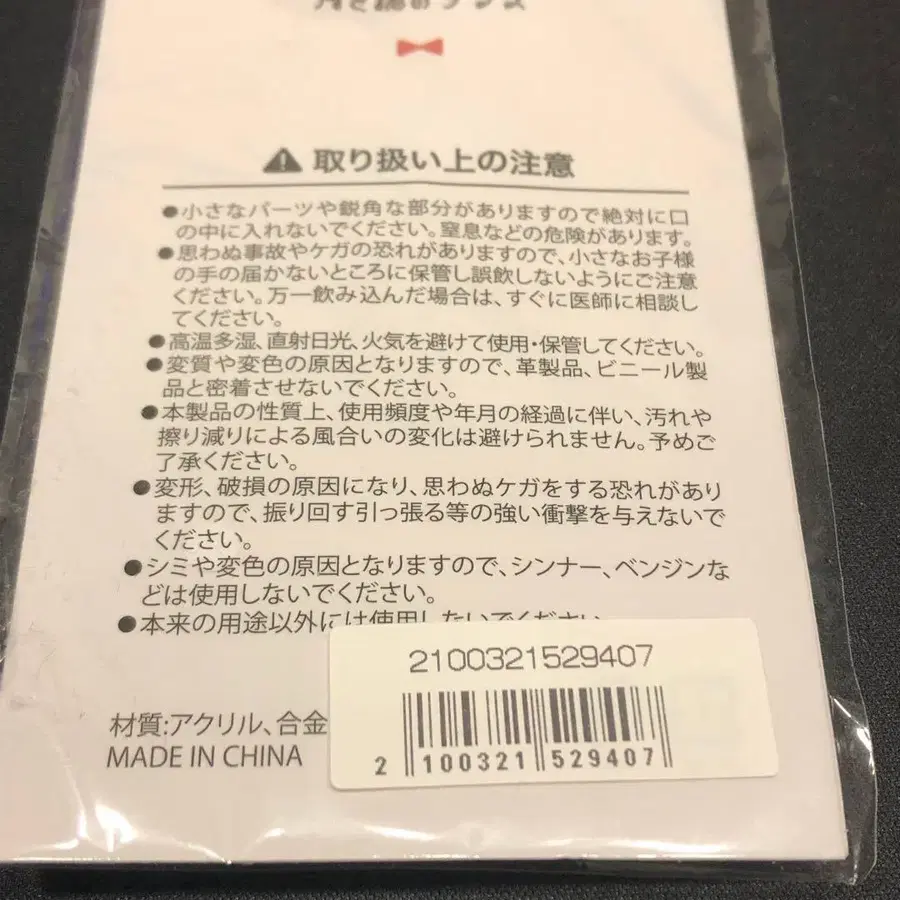 ⚠ 取り扱い上の注意
●小さなパーツや鋭角な部分がありますので絶対に口
の中に入れないでください。窒息などの危険があります。
●思わぬ事故やケガの恐れがありますので、小さなお子様
の手の届かないところに保管し誤飲しないようにご注意
ください。万一飲み込んだ場合は、すぐに医師に相談し
てください。
●高温多湿、直射日光、火気を避けて使用・保管してください。
●変質や変色の原因となりますので、革製品、ビニール製
品と密着させないでください。
●本製品の性質上、使用頻度や年月の経過に伴い、汚れや
擦り減りによる風合いの変化は避けられません。予めご
了承ください。
●変形、破損の原因になり、思わぬケガをする恐れがあり
ますので、振り回す引っ張る等の強い衝撃を与えないで
ください。
●シミや変色の原因となりますので、シンナー、ベンジンな
どは使用しないでください。
●本来の用途以外には使用しないでください。
2100321529407
材質:アクリル、合金
MADE IN CHINA
2 100321 529407